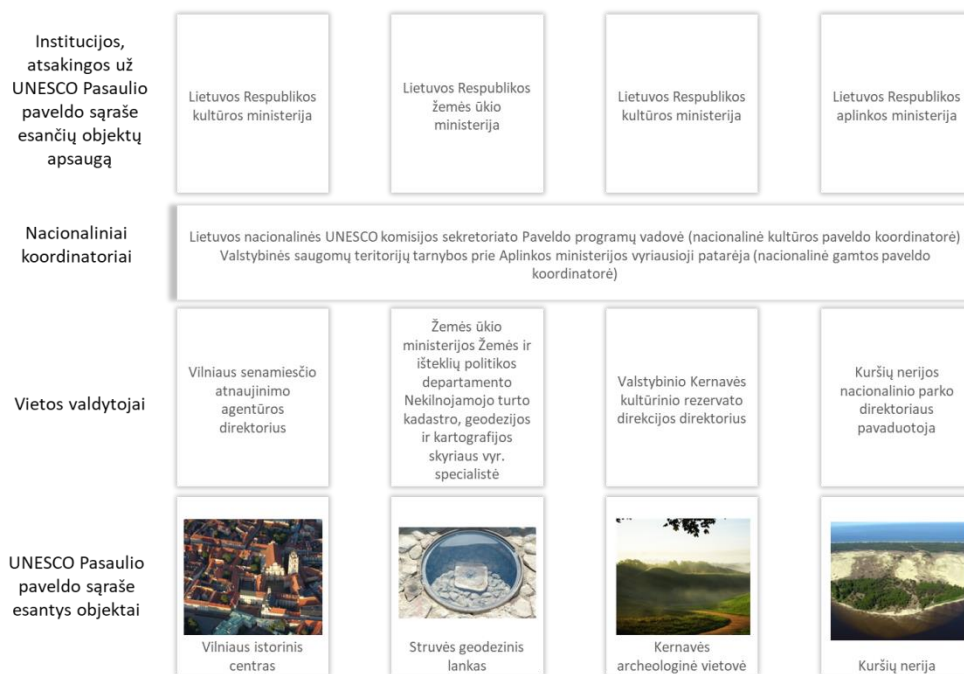 Institucijos,
atsakingos už
UNESCO Pasaulio
paveldo sąraše
esančių objektų
apsaugą
Lietuvos Respublikos
kultūros ministerija
Lietuvos Respublikos
žemės ūkio
ministerija
Lietuvos Respublikos
kultūros ministerija
Lietuvos Respublikos
aplinkos ministerija
Nacionaliniai
koordinatoriai
Lietuvos nacionalinės UNESCO komisijos sekretoriato Paveldo programų vadovė (nacionalinė kultūros paveldo koordinatorė)
Valstybinės saugomų teritorijų tarnybos prie Aplinkos ministerijos vyriausioji patarėja (nacionalinė gamtos paveldo
koordinatorė)
Vietos valdytojai
Vilniaus senamiesčio
atnaujinimo
agentūros
direktorius
Žemės ūkio
ministerijos Žemės ir
išteklių politikos
departamento
Nekilnojamojo turto
kadastro, geodezijos
ir kartografijos
skyriaus vyr.
specialistė
Valstybinio Kernavės
kultūrinio rezervato
direkcijos direktorius
Kuršių nerijos
nacionalinio parko
direktoriaus
pavaduotoja
UNESCO Pasaulio
paveldo sąraše
esantys objektai
Vilniaus istorinis
centras
Struvės geodezinis
lankas
Kernavės
archeologinė vietovė
Kuršių nerija